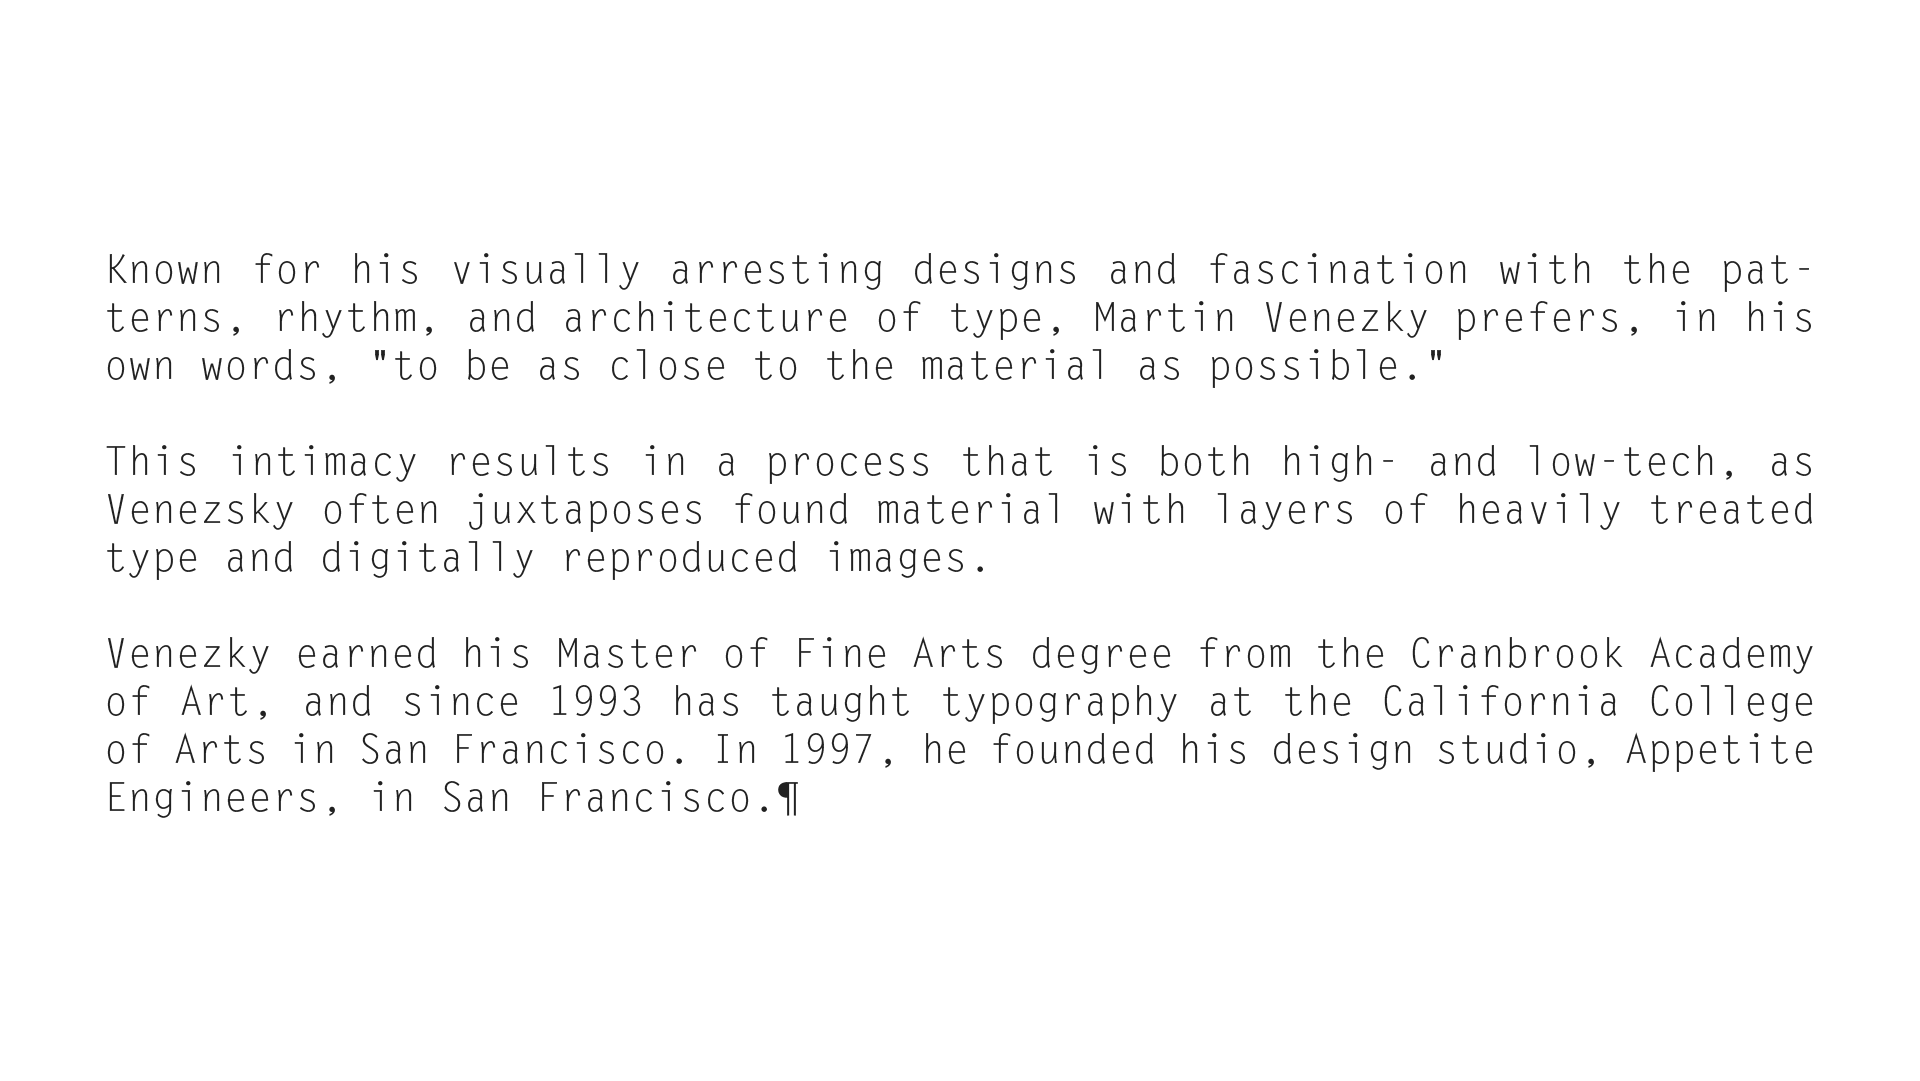 Known for his visually arresting designs and fascination with the pat-
terns, rhythm, and architecture of type, Martin Venezky prefers, in his
own words, "to be as close to the material as possible."
This intimacy results in a process that is both high- and low-tech, as
Venezsky often juxtaposes found material with layers of heavily treated
type and digitally reproduced images.
Venezky earned his Master of Fine Arts degree from the Cranbrook Academy
of Art, and since 1993 has taught typography at the California College
of Arts in San Francisco. In 1997, he founded his design studio, Appetite
Engineers, in San Francisco.¶